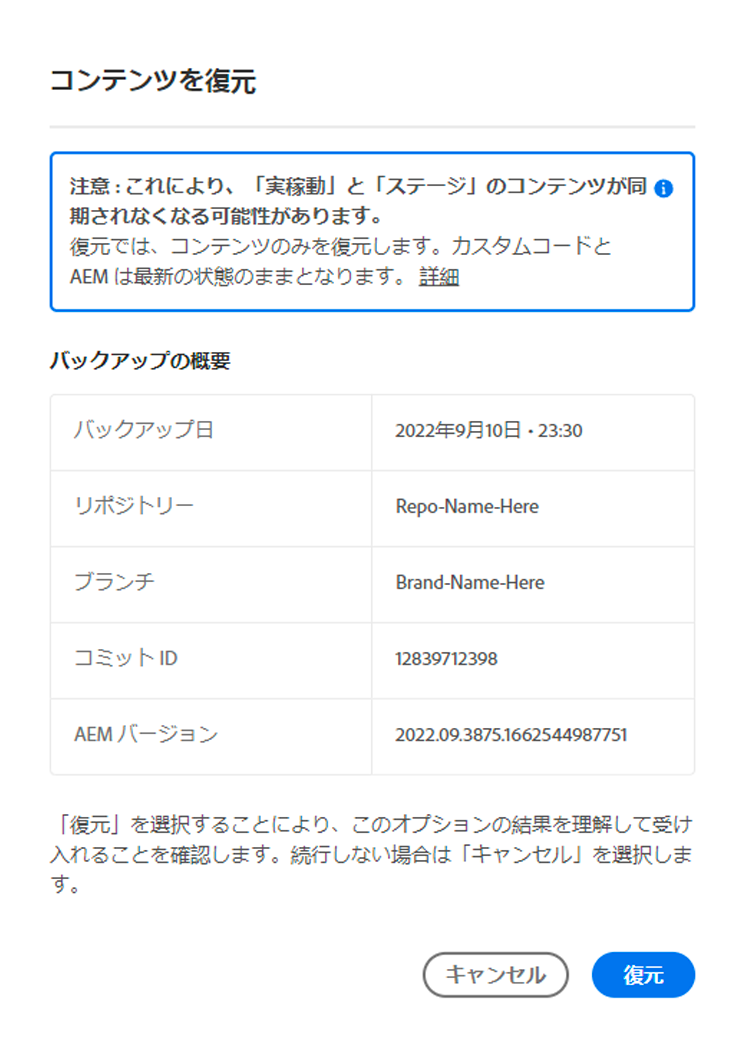 コンテンツを復元
注意 : これにより、「実稼動」と「ステージ」のコンテンツが同
期されなくなる可能性があります。
復元では、コンテンツのみを復元します。カスタムコードと
AEM は最新の状態のままとなります。 詳細
バックアップの概要
バックアップ日 2022年9月10日・23:30
リポジトリー Repo-Name-Here
ブランチ Brand-Name-Here
コミット ID 12839712398
AEM バージョン 2022.09.3875.1662544987751
「復元」を選択することにより、このオプションの結果を理解して受け
入れることを確認します。続行しない場合は「キャンセル」を選択しま
す。
キャンセル 復元